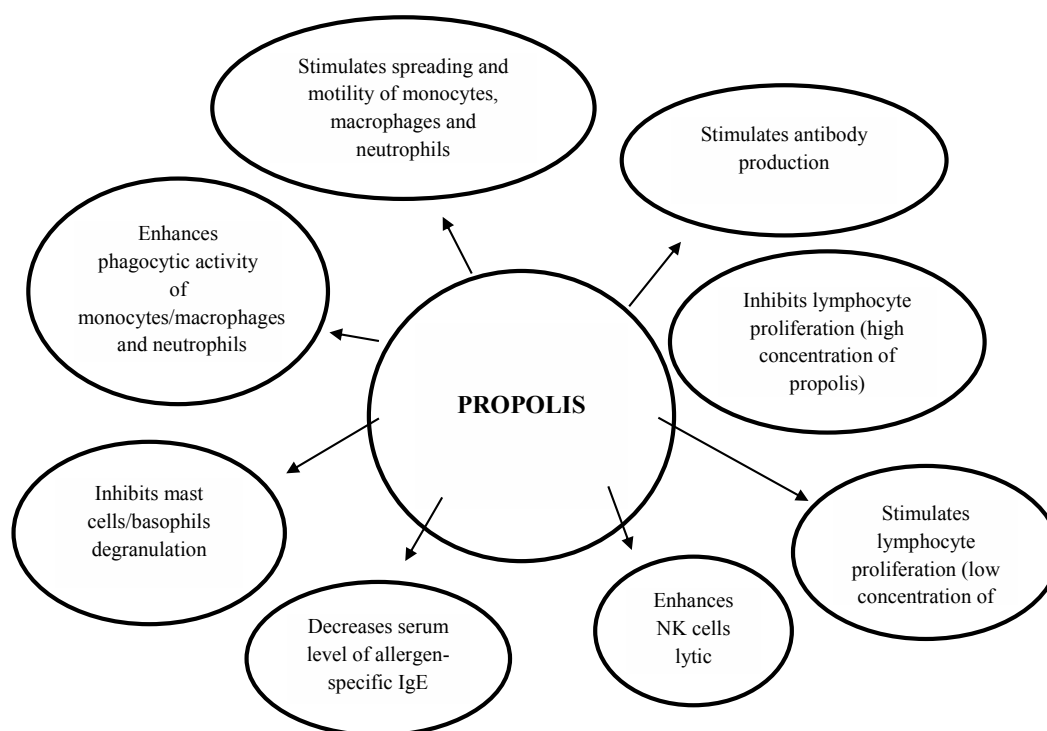 Stimulates spreading and
motility of monocytes,
macrophages and
neutrophils
Stimulates antibody
production
Enhances
phagocytic activity
of
monocytes/macrophages
and neutrophils
Inhibits lymphocyte
proliferation (high
concentration of
propolis)
PROPOLIS
Inhibits mast
cells/basophils
degranulation
Stimulates
lymphocyte
proliferation (low
concentration of
Enhances
NK cells
lytic
Decreases serum
level of allergen-
specific IgE